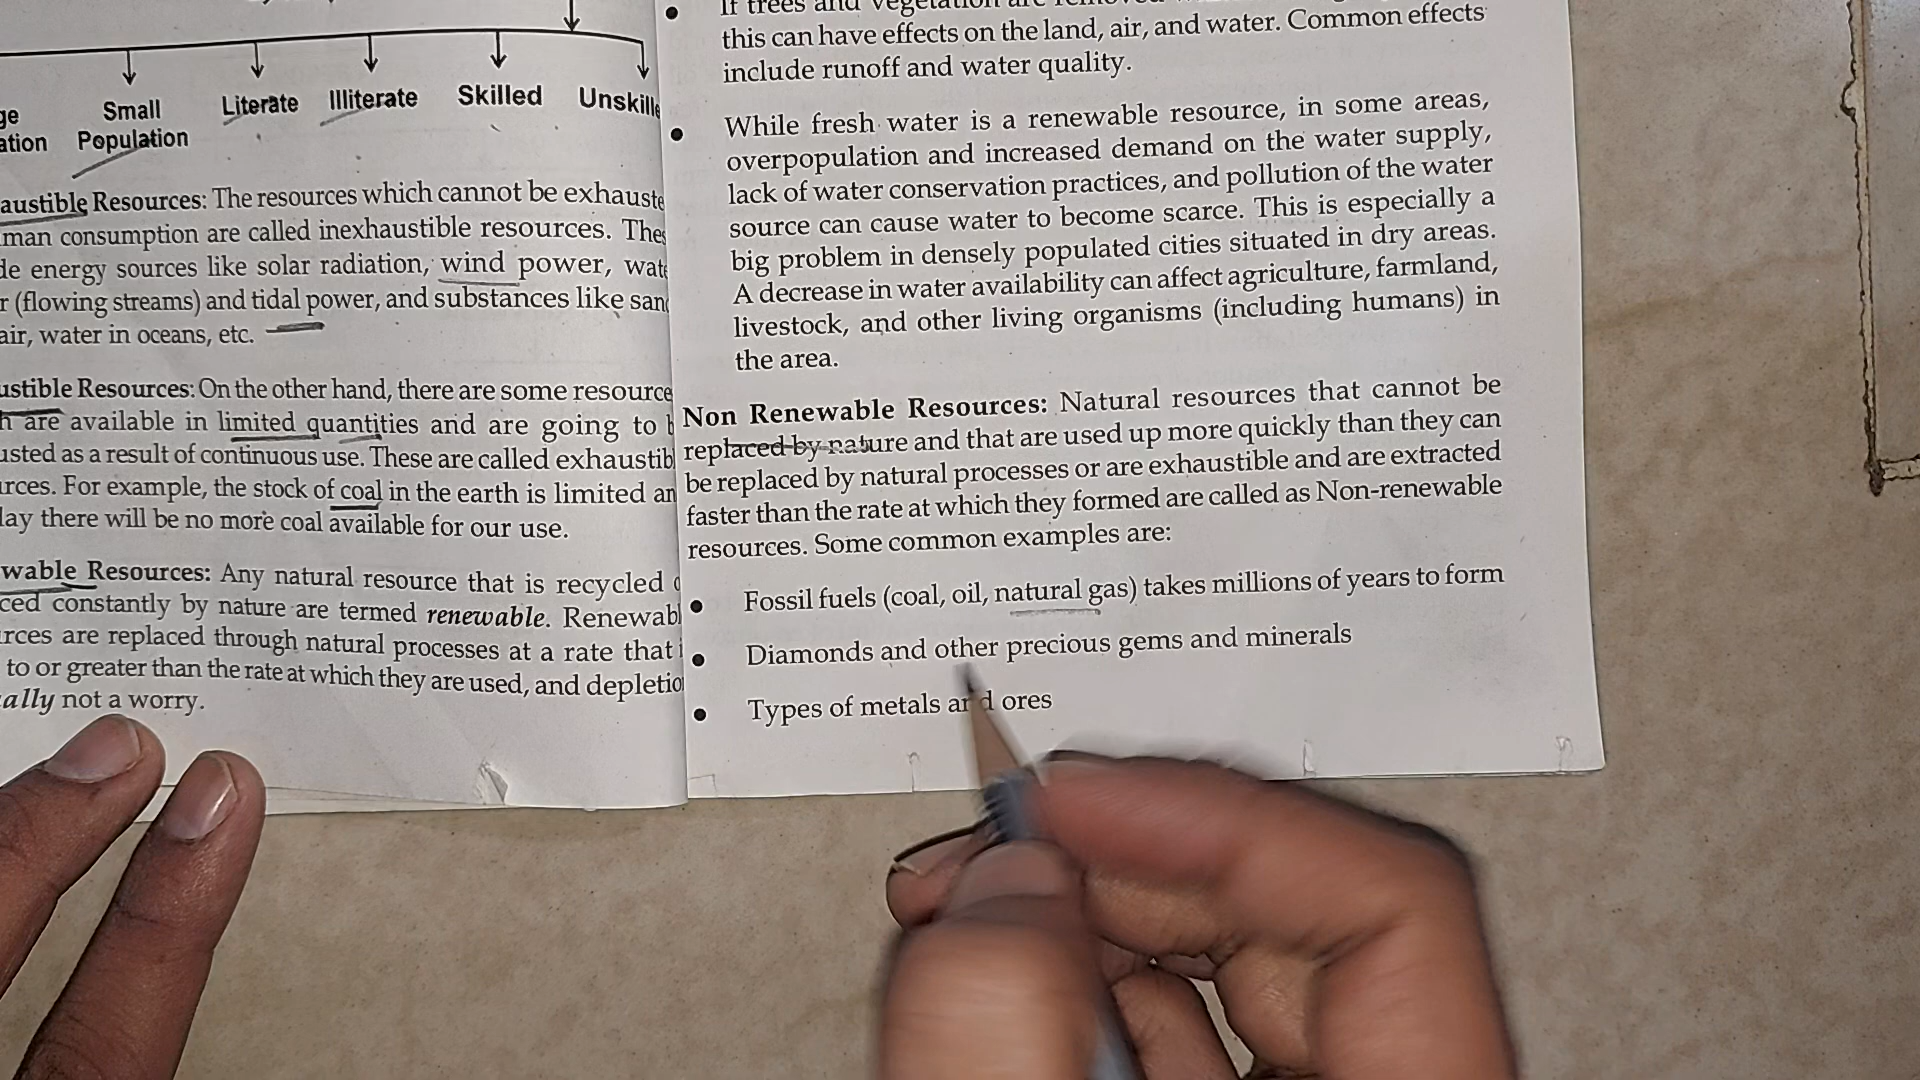 Small
Population
Literate
Illiterate
Skilled
Resources: The resources which cannot be
consumption are called inexhaustible resources.
energy sources like solar radiation, wind power,
(flowing streams) and tidal power, and substances like
air, water in oceans, etc.
Resources: On the other hand, there are some
are available in limited quantities and are going to
as a result of continuous use. These are called
For example, the stock of coal in the earth is limited
there will be no more coal available for our use.
Resources: Any natural resource that is recycled
constantly by nature are termed renewable.
are replaced through natural processes at a rate that
to or greater than the rate at which they are used, and
not a worry.
If trees and vegetation are removed
this can have effects on the land, air, and water. Common effects
include runoff and water quality.
• While fresh water is a renewable resource, in some areas,
overpopulation and increased demand on the water supply,
lack of water conservation practices, and pollution of the water
source can cause water to become scarce. This is especially a
big problem in densely populated cities situated in dry areas.
A decrease in water availability can affect agriculture, farmland,
livestock, and other living organisms (including humans) in
the area.
Non Renewable Resources: Natural resources that cannot be
replaced by nature and that are used up more quickly than they can
be replaced by natural processes or are exhaustible and are extracted
faster than the rate at which they formed are called as Non-renewable
resources. Some common examples are:
• Fossil fuels (coal, oil, natural gas) takes millions of years to form
• Diamonds and other precious gems and minerals
• Types of metals and ores